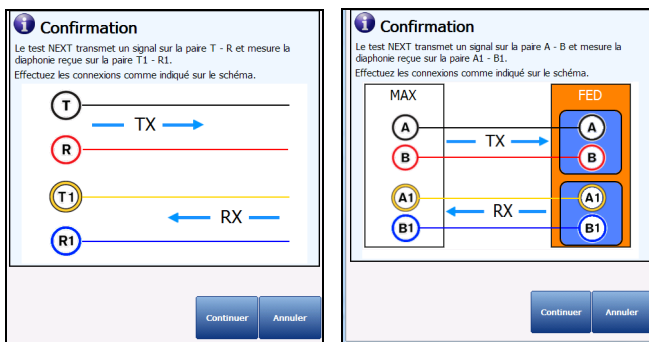 Confirmation
Le test NEXT transmet un signal sur la paire T - R et mesure la
diaphonie reçue sur la paire T1 - R1.
Effectuez les connexions comme indiqué sur le schéma.
T
TX
R
T1
RX
R1
Continuer
Annuler
Confirmation
Le test NEXT transmet un signal sur la paire A - B et mesure la
diaphonie reçue sur la paire A1 - B1.
Effectuez les connexions comme indiqué sur le schéma.
MAX
FED
A
A
TX
B
B
A1
A1
RX
B1
B1
Continuer
Annuler